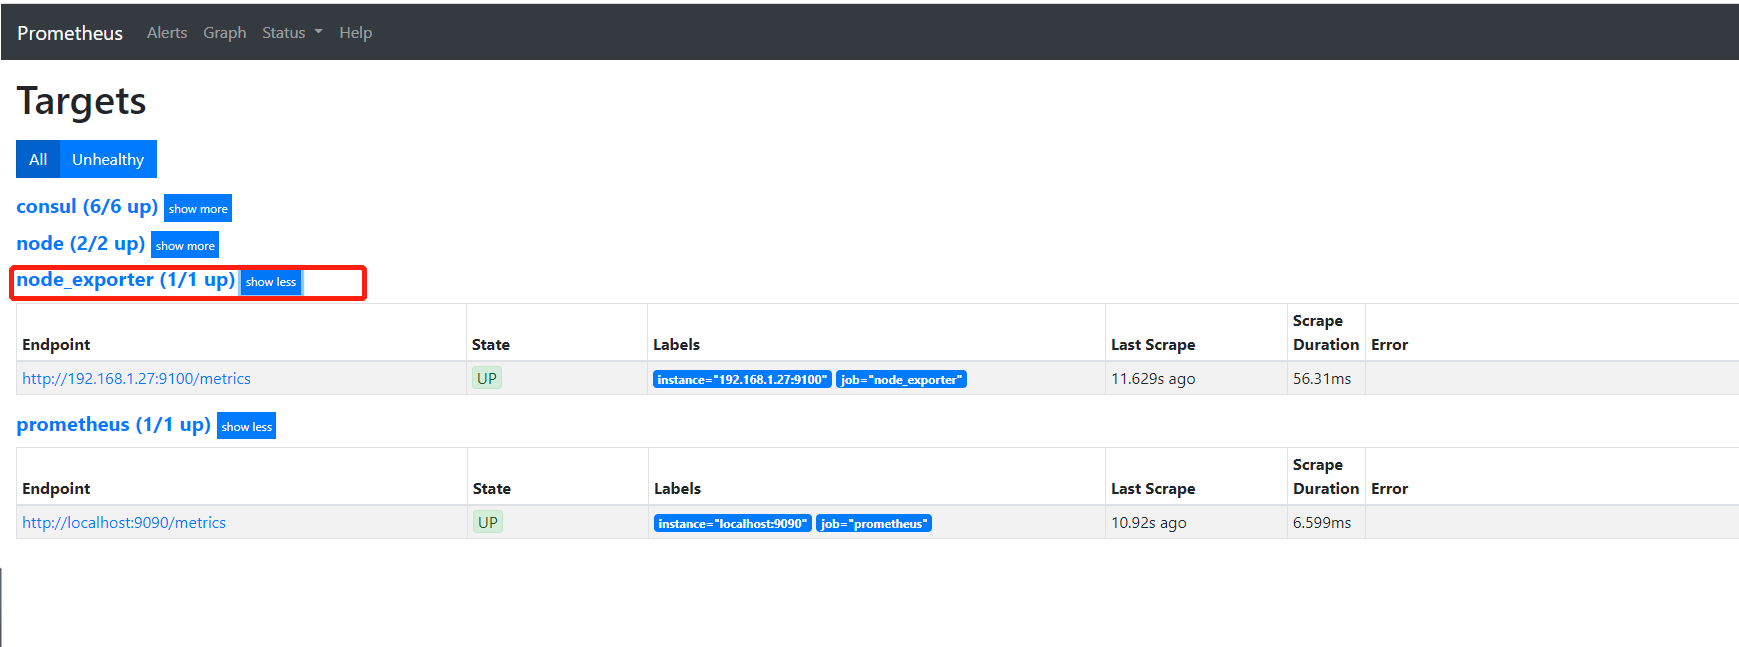 Prometheus Alerts Graph Status Help
Targets
All Unhealthy
consul (6/6 up) show more
node (2/2 up) show more
node_exporter (1/1 up) show less
Endpoint State Labels Last Scrape Scrape Duration Error
http://192.168.1.27:9100/metrics UP instance="192.168.1.27:9100" job="node_exporter" 11.629s ago 56.31ms
prometheus (1/1 up) show less
Endpoint State Labels Last Scrape Scrape Duration Error
http://localhost:9090/metrics UP instance="localhost:9090" job="prometheus" 10.92s ago 6.599ms